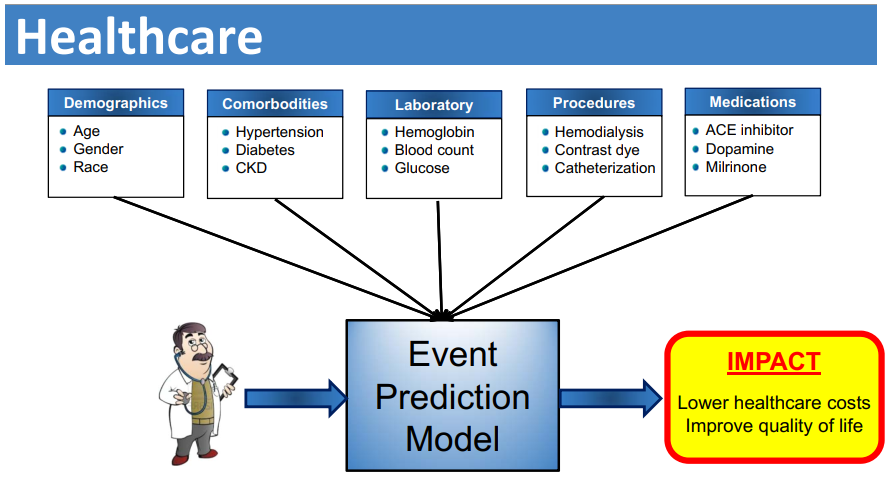 Healthcare
Demographics
Age
Gender
Race
Comorbodities
Hypertension
Diabetes
CKD
Laboratory
Hemoglobin
Blood count
Glucose
Procedures
Hemodialysis
Contrast dye
Catheterization
Medications
ACE inhibitor
Dopamine
Milrinone
Event
Prediction
Model
IMPACT
Lower healthcare costs
Improve quality of life